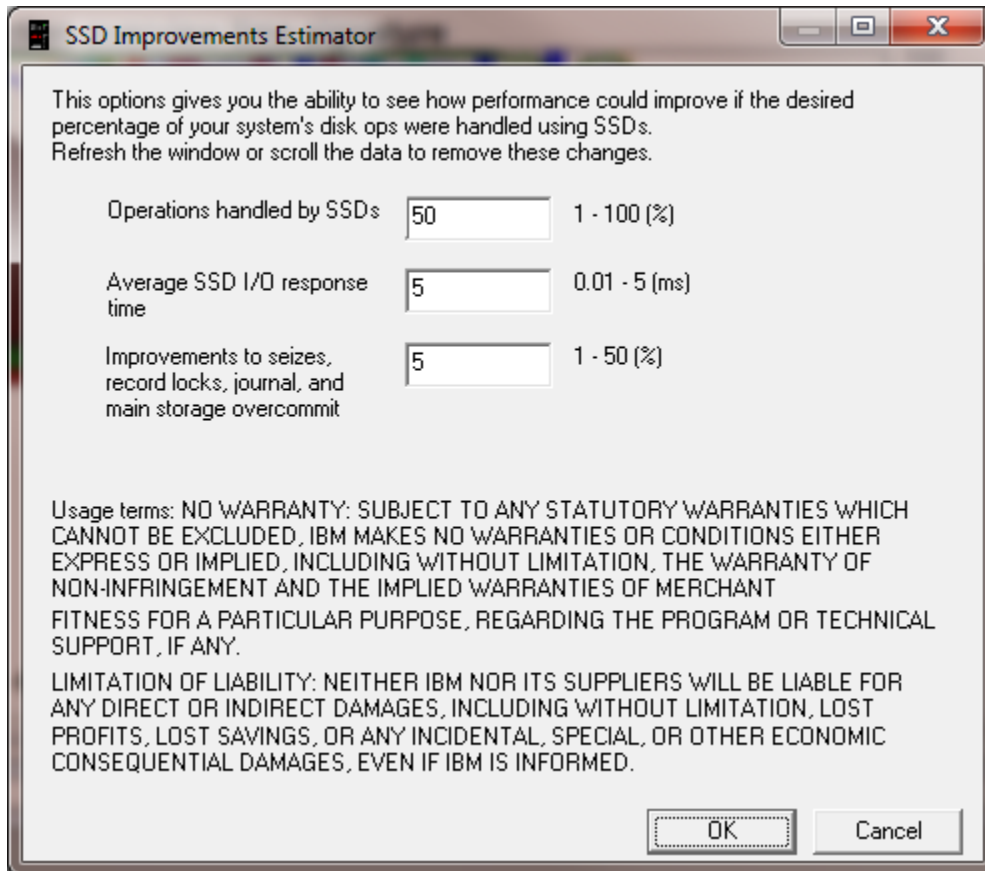 SSD Improvements Estimator
This options gives you the ability to see how performance could improve if the desired
percentage of your system's disk ops were handled using SSDs.
Refresh the window or scroll the data to remove these changes.
Operations handled by SSDs 50 1 - 100 (%)
Average SSD I/O response 5 0.01 - 5 (ms)
time
Improvements to seizes, 5 1 - 50 (%)
record locks, journal, and
main storage overcommit
Usage terms: NO WARRANTY: SUBJECT TO ANY STATUTORY WARRANTIES WHICH
CANNOT BE EXCLUDED, IBM MAKES NO WARRANTIES OR CONDITIONS EITHER
EXPRESS OR IMPLIED, INCLUDING WITHOUT LIMITATION, THE WARRANTY OF
NON-INFRINGEMENT AND THE IMPLIED WARRANTIES OF MERCHANT
FITNESS FOR A PARTICULAR PURPOSE, REGARDING THE PROGRAM OR TECHNICAL
SUPPORT, IF ANY.
LIMITATION OF LIABILITY: NEITHER IBM NOR ITS SUPPLIERS WILL BE LIABLE FOR
ANY DIRECT OR INDIRECT DAMAGES, INCLUDING WITHOUT LIMITATION, LOST
PROFITS, LOST SAVINGS, OR ANY INCIDENTAL, SPECIAL, OR OTHER ECONOMIC
CONSEQUENTIAL DAMAGES, EVEN IF IBM IS INFORMED.
OK Cancel